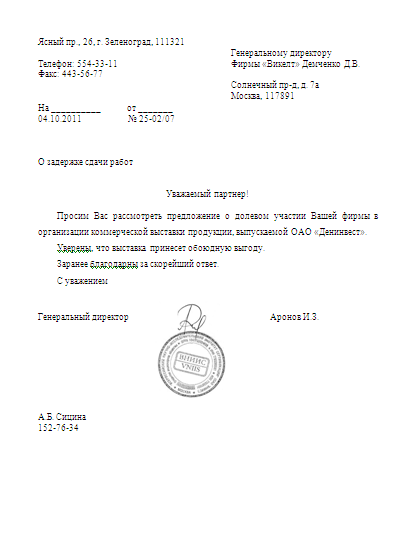 Ясный пр., 26, г. Зеленоград, 111321
Генеральному директору
Телефон: 554-33-11
Фирмы «Викелт» Демченко Д.В.
Факс: 443-56-77
Солнечный пр-д, д. 7а
Москва, 117891
На __________ от _______
04.10.2011 № 25-02/07
О задержке сдачи работ
Уважаемый партнер!
Просим Вас рассмотреть предложение о долевом участии Вашей фирмы в
организации коммерческой выставки продукции, выпускаемой ОАО «Денинвест».
Уверены, что выставка принесет обоюдную выгоду.
Заранее благодарны за скорейший ответ.
С уважением
Генеральный директор Аронов И.З.
ВНИИС
VNIIS
А.Б. Сицина
152-76-34